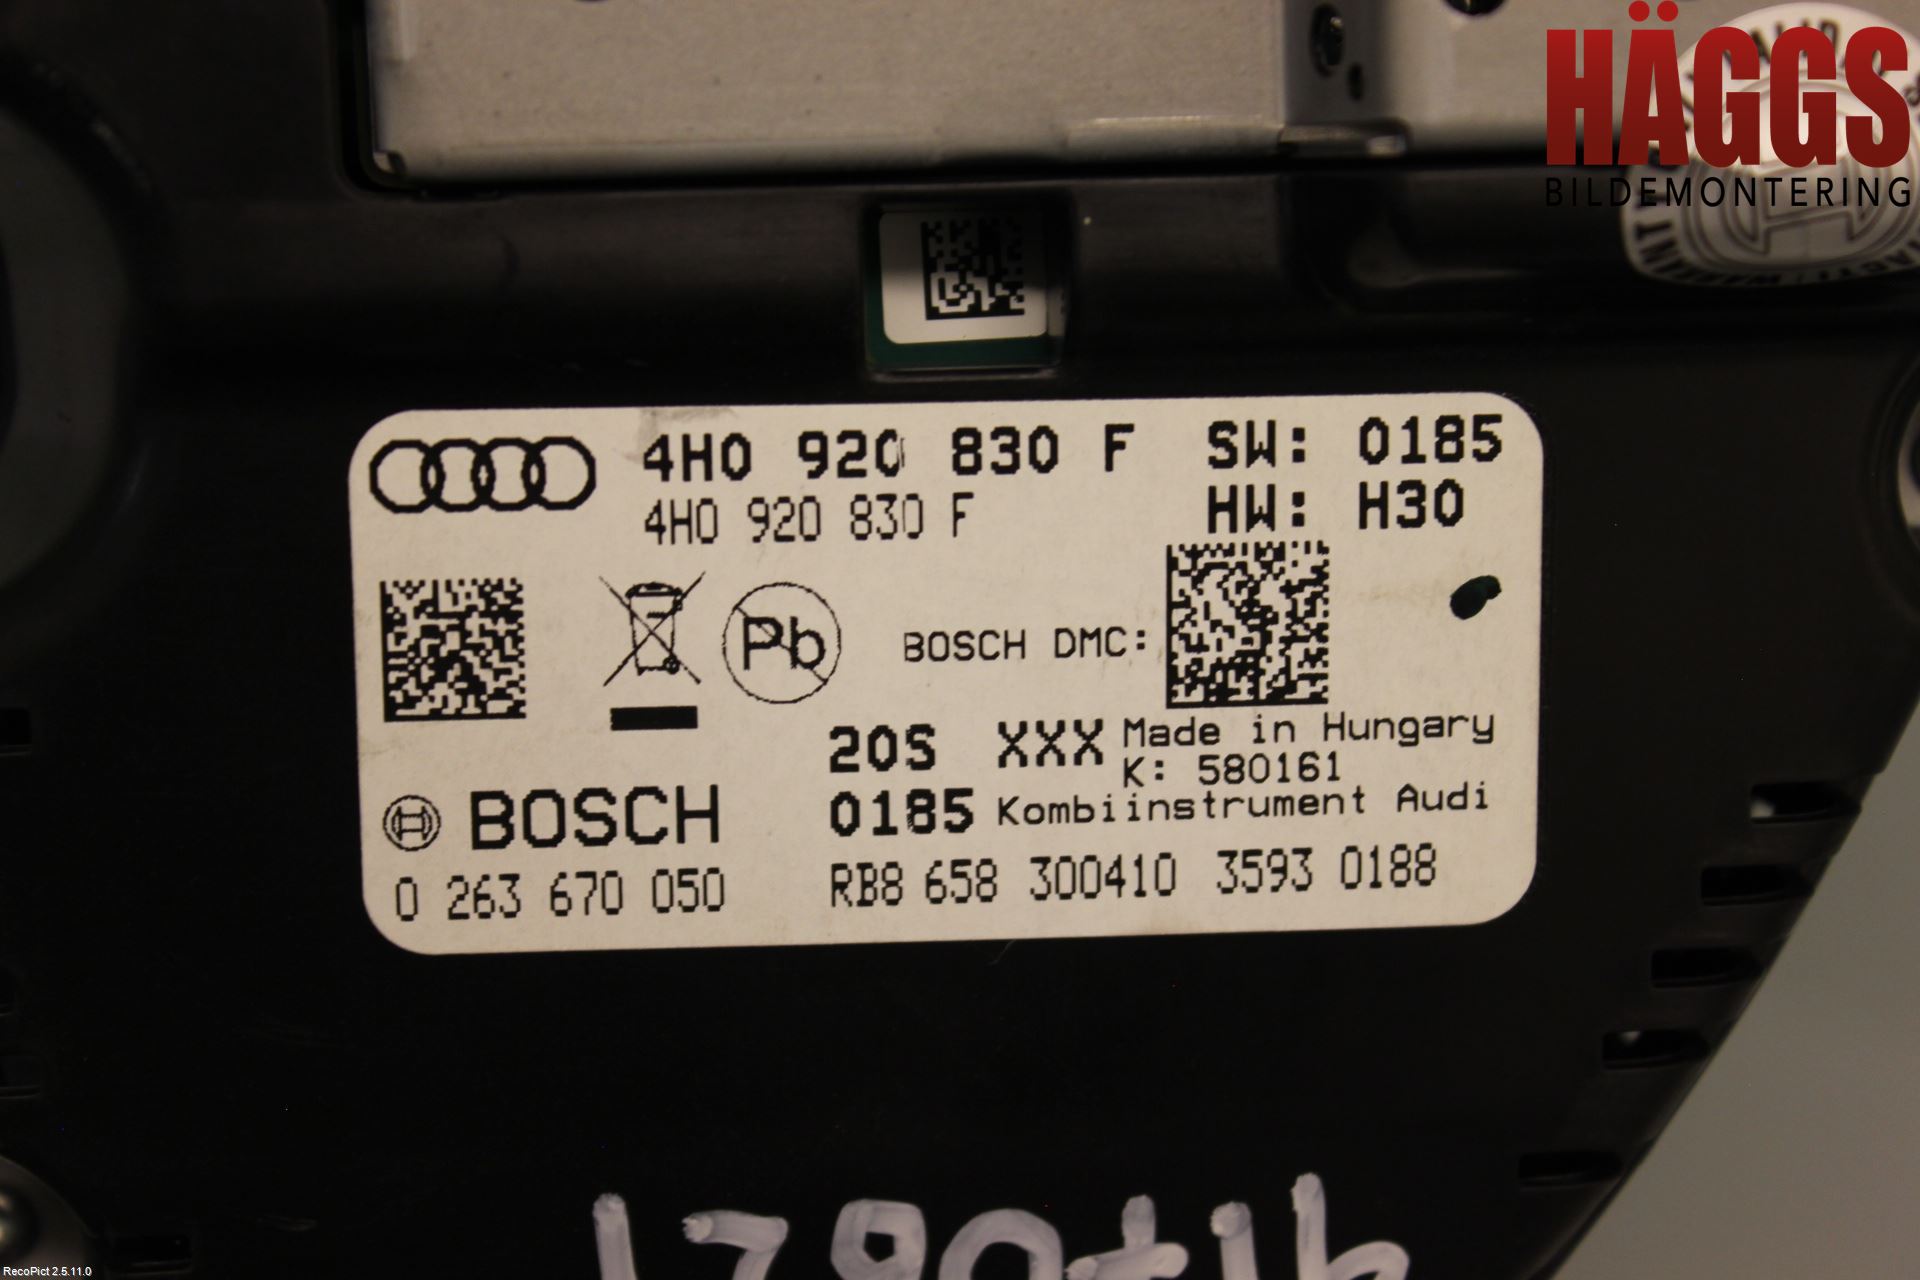 HÄGGS
BILDEMONTERING
4H0 920 830 F SW: 0185
4H0 920 830 F HW: H30
Pb
BOSCH DMC:
20S XXX Made in Hungary
K: 580161
BOSCH 0185 Kombiinstrument Audi
0 263 670 050 RB8 658 300410 3593 0188
RecoPict 2.5.11.0